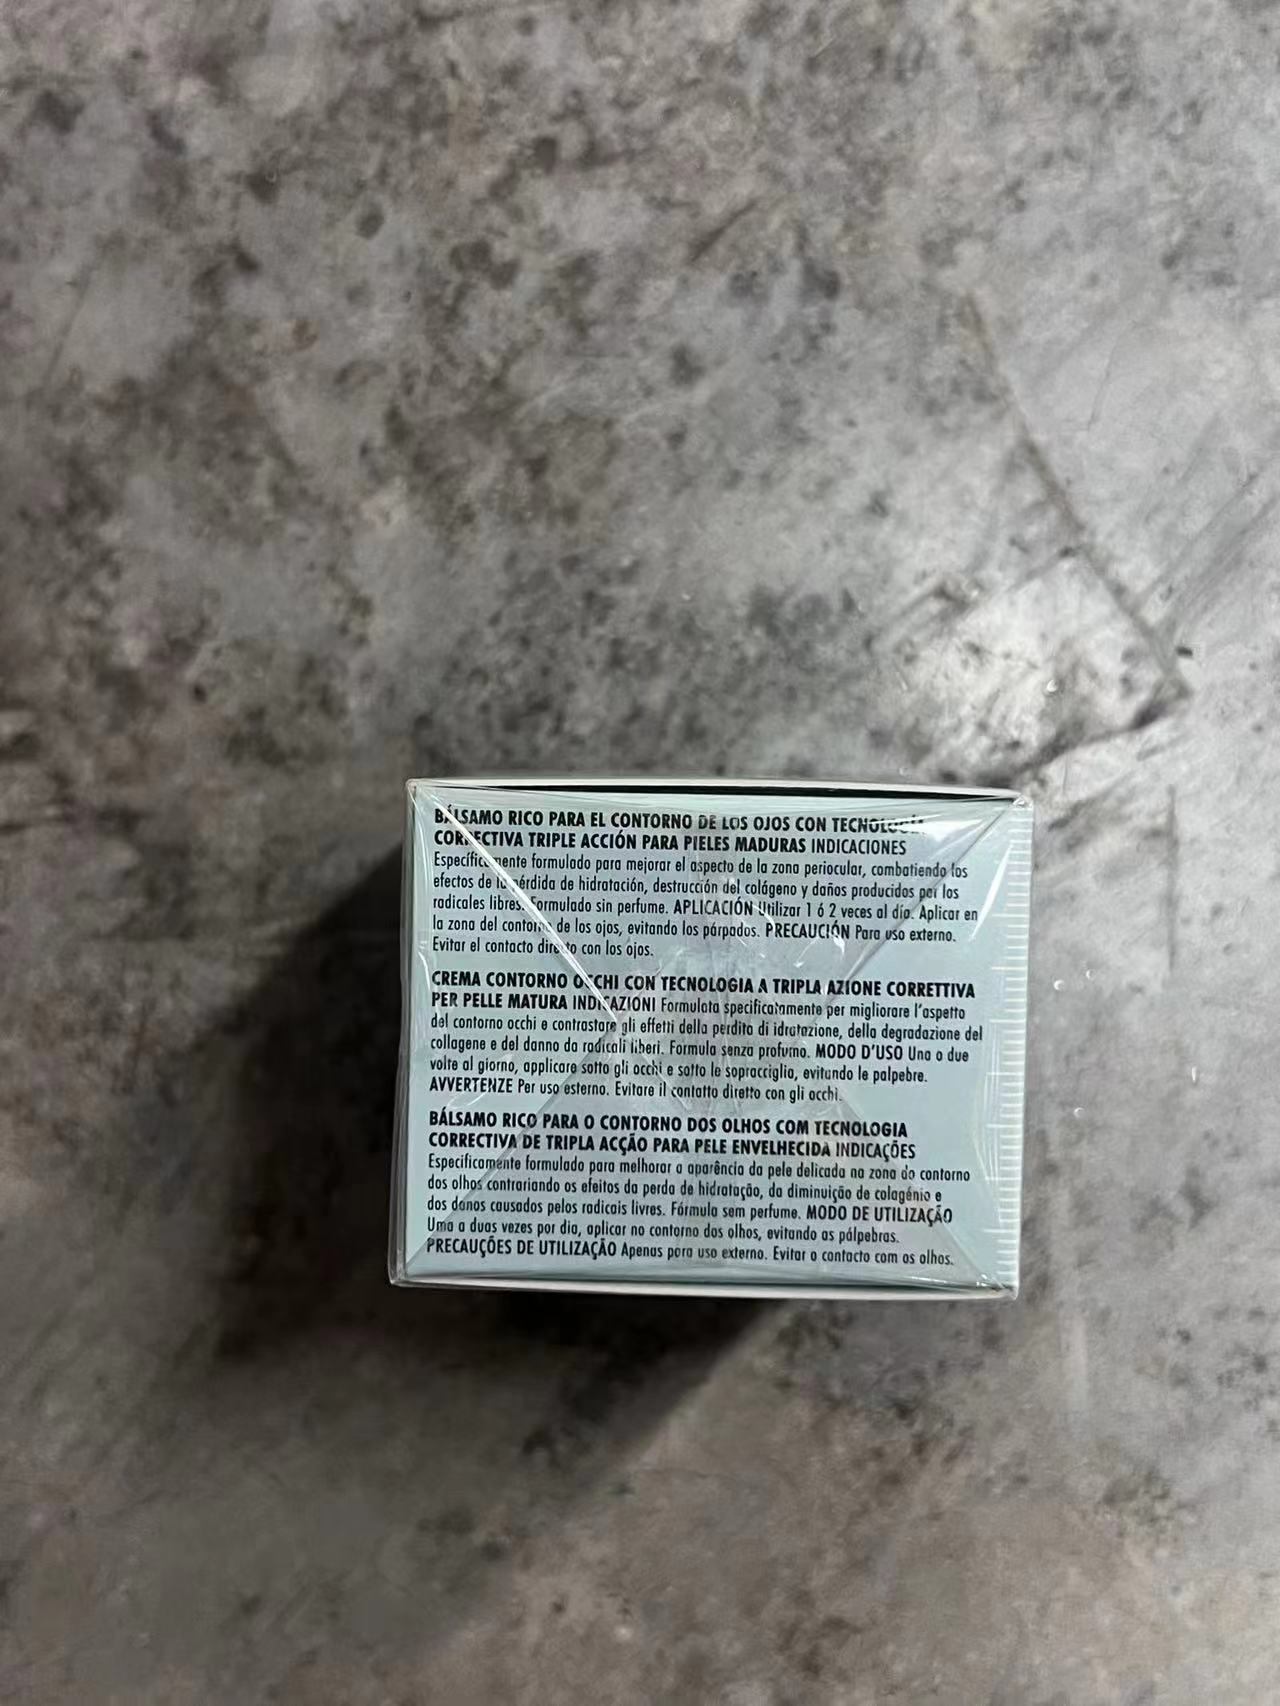 BÁLSAMO RICO PARA EL CONTORNO DE LOS OJOS CON TECNOLOGÍA
CORRECTIVA TRIPLE ACCIÓN PARA PIELES MADURAS INDICACIONES
Específicamente formulado para mejorar el aspecto de la zona periocular, combatiendo los
efectos de la pérdida de hidratación, destrucción del colágeno y daños producidos por los
radicales libres. Formulado sin perfume. APLICACIÓN Utilizar 1 ó 2 veces al día. Aplicar en
la zona del contorno de los ojos, evitando los párpados. PRECAUCIÓN Para uso externo.
Evitar el contacto directo con los ojos.
CREMA CONTORNO OCCHI CON TECNOLOGIA A TRIPLA AZIONE CORRETTIVA
PER PELLE MATURA INDICAZIONI Formulata specificatamente per migliorare l'aspetto
del contorno occhi e contrastare gli effetti della perdita di idratazione, della degradazione del
collagene e del danno da radicali liberi. Formula senza profumo. MODO D'USO Una o due
volte al giorno, applicare sotto gli occhi e sotto le sopracciglia, evitando le palpebre.
AVVERTENZE Per uso esterno. Evitare il contatto diretto con gli occhi.
BÁLSAMO RICO PARA O CONTORNO DOS OLHOS COM TECNOLOGIA
CORRECTIVA DE TRIPLA ACÇÃO PARA PELE ENVELHECIDA INDICAÇÕES
Especificamente formulado para melhorar a aparência da pele delicada na zona do contorno
dos olhos contrariando os efeitos da perda de hidratação, da diminuição de colagénio e
dos danos causados pelos radicais livres. Fórmula sem perfume. MODO DE UTILIZAÇÃO
Uma a duas vezes por dia, aplicar no contorno dos olhos, evitando as pálpebras.
PRECAUÇÕES DE UTILIZAÇÃO Apenas para uso externo. Evitar o contacto com os olhos.